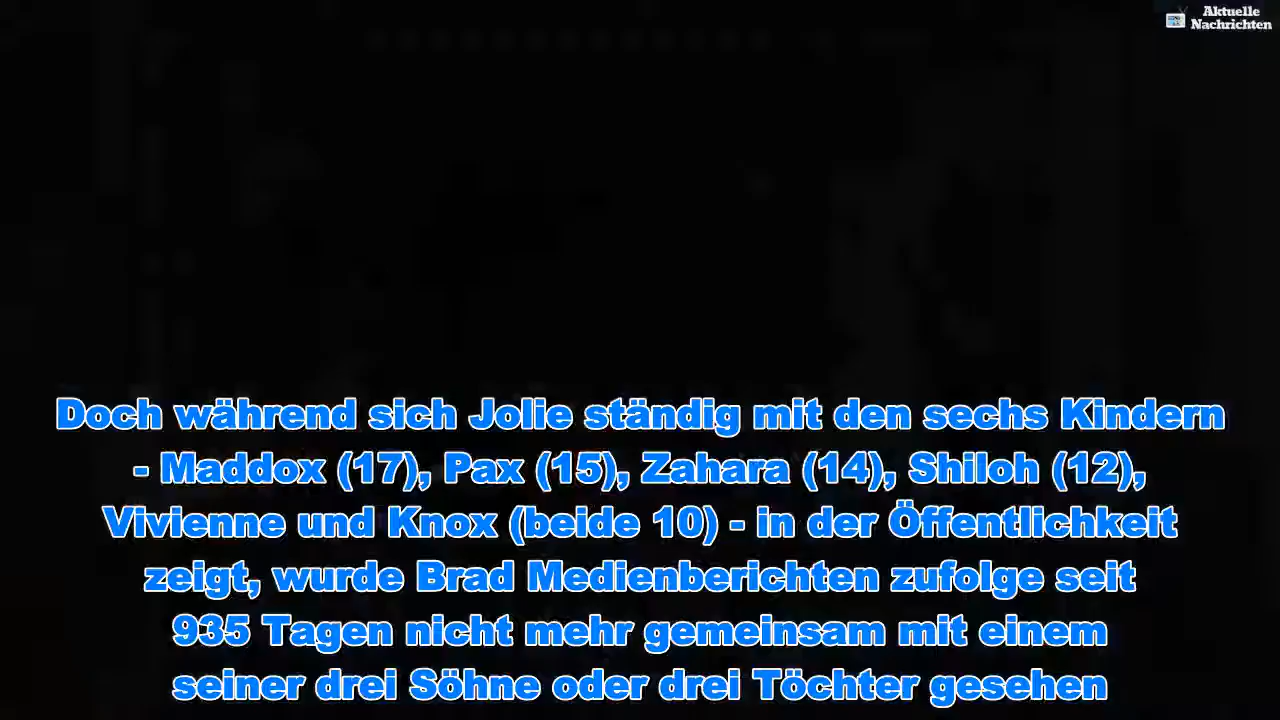 Aktuelle
Nachrichten
Doch während sich Jolie ständig mit den sechs Kindern
- Maddox (17), Pax (15), Zahara (14), Shiloh (12),
Vivienne und Knox (beide 10) - in der Öffentlichkeit
zeigt, wurde Brad Medienberichten zufolge seit
935 Tagen nicht mehr gemeinsam mit einem
seiner drei Söhne oder drei Töchter gesehen